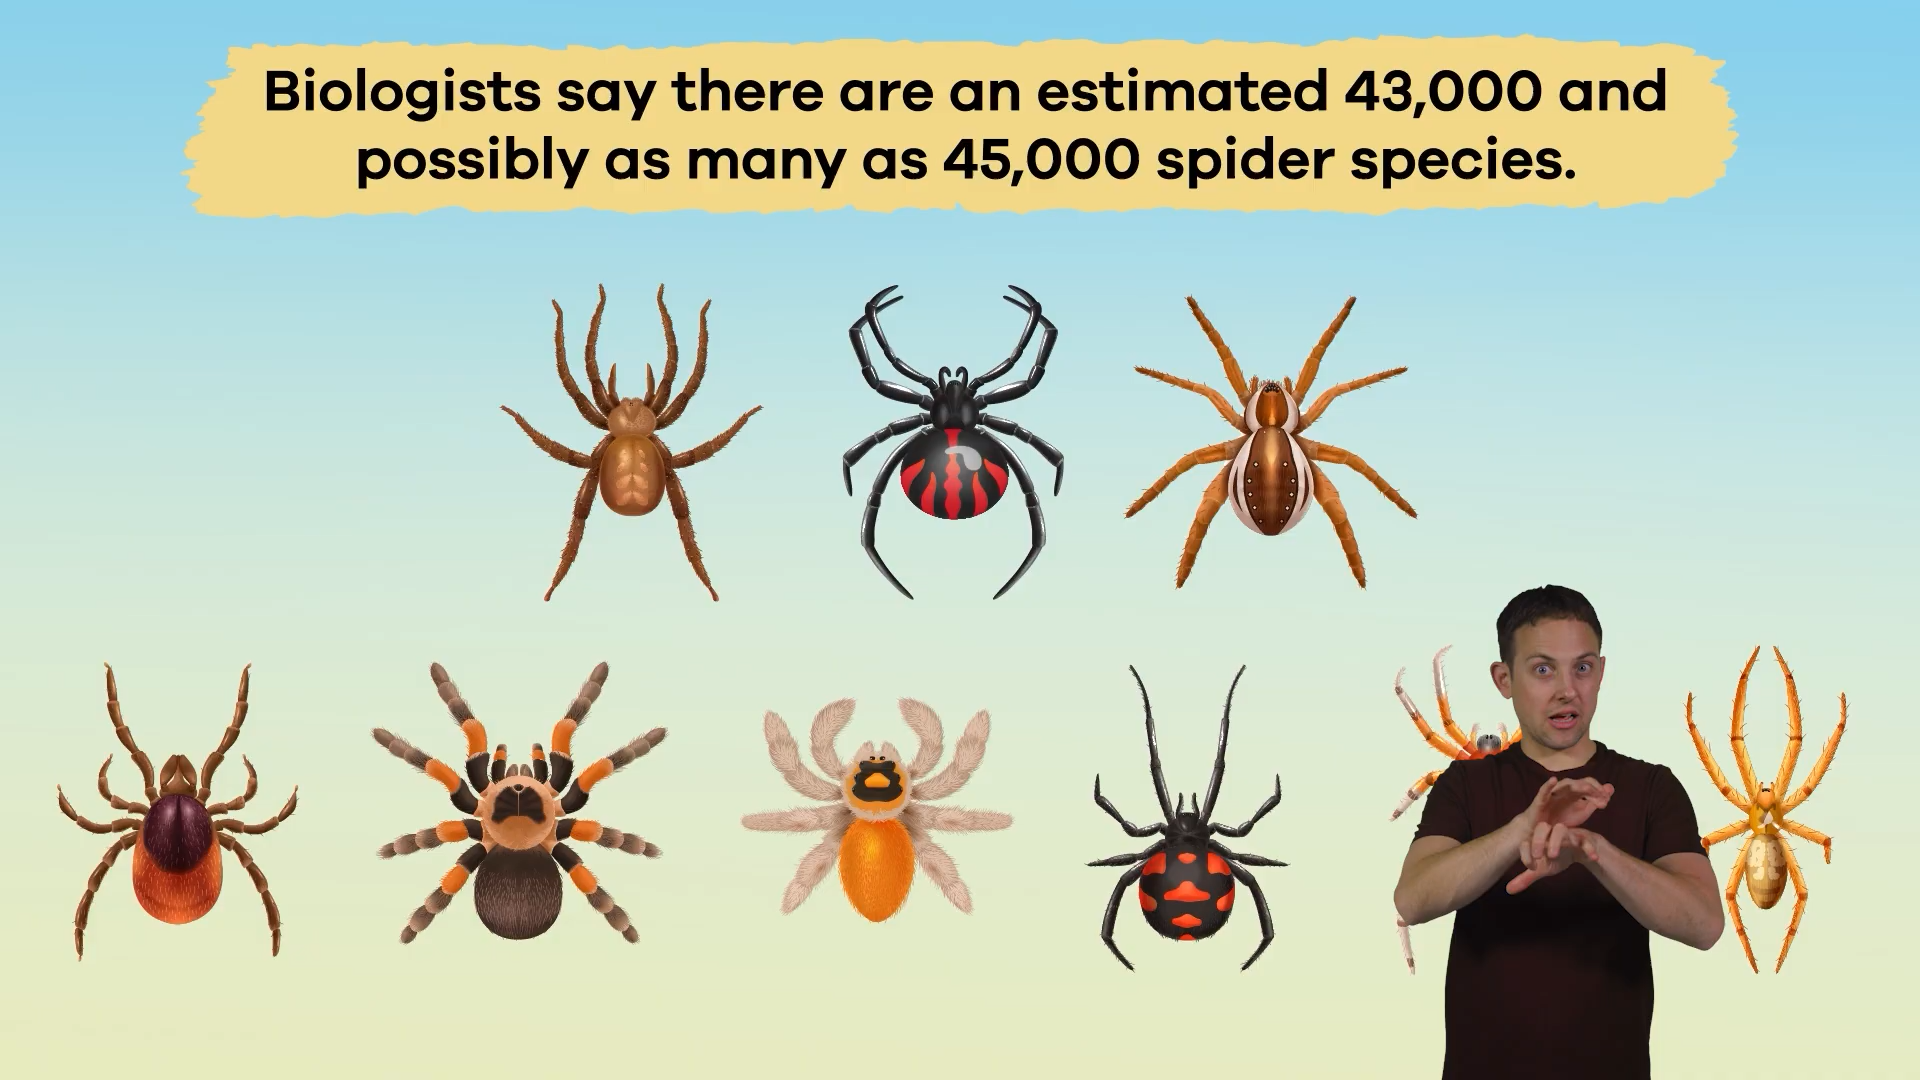 Biologists say there are an estimated 43,000 and
possibly as many as 45,000 spider species.